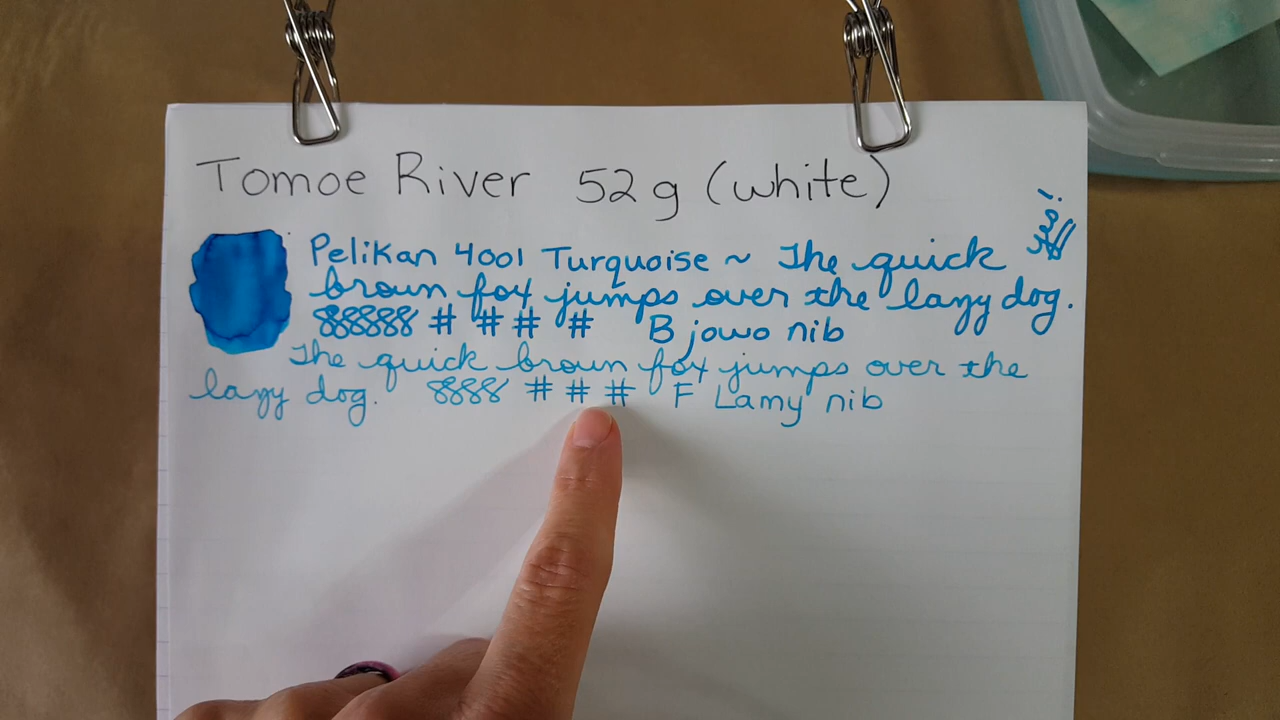 Tomoe River 52g (white)
Pelikan 4001 Turquoise ~ The quick
brown fox jumps over the lazy dog.
888888 # # # # B jowo nib
The quick brown fox jumps over the
lazy dog. 8888 # # # F Lamy nib